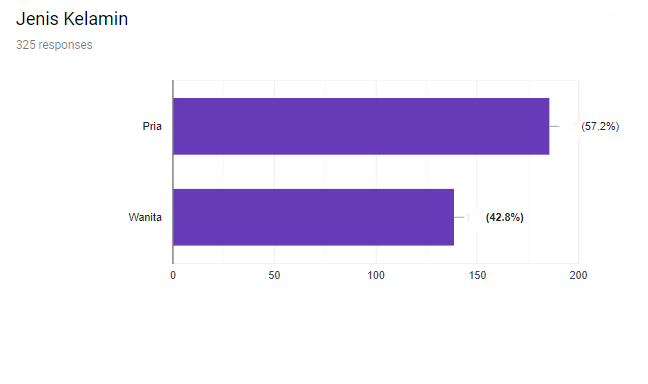 Jenis Kelamin
325 responses
Pria
(57.2%)
Wanita
(42.8%)
0 50 100 150 200